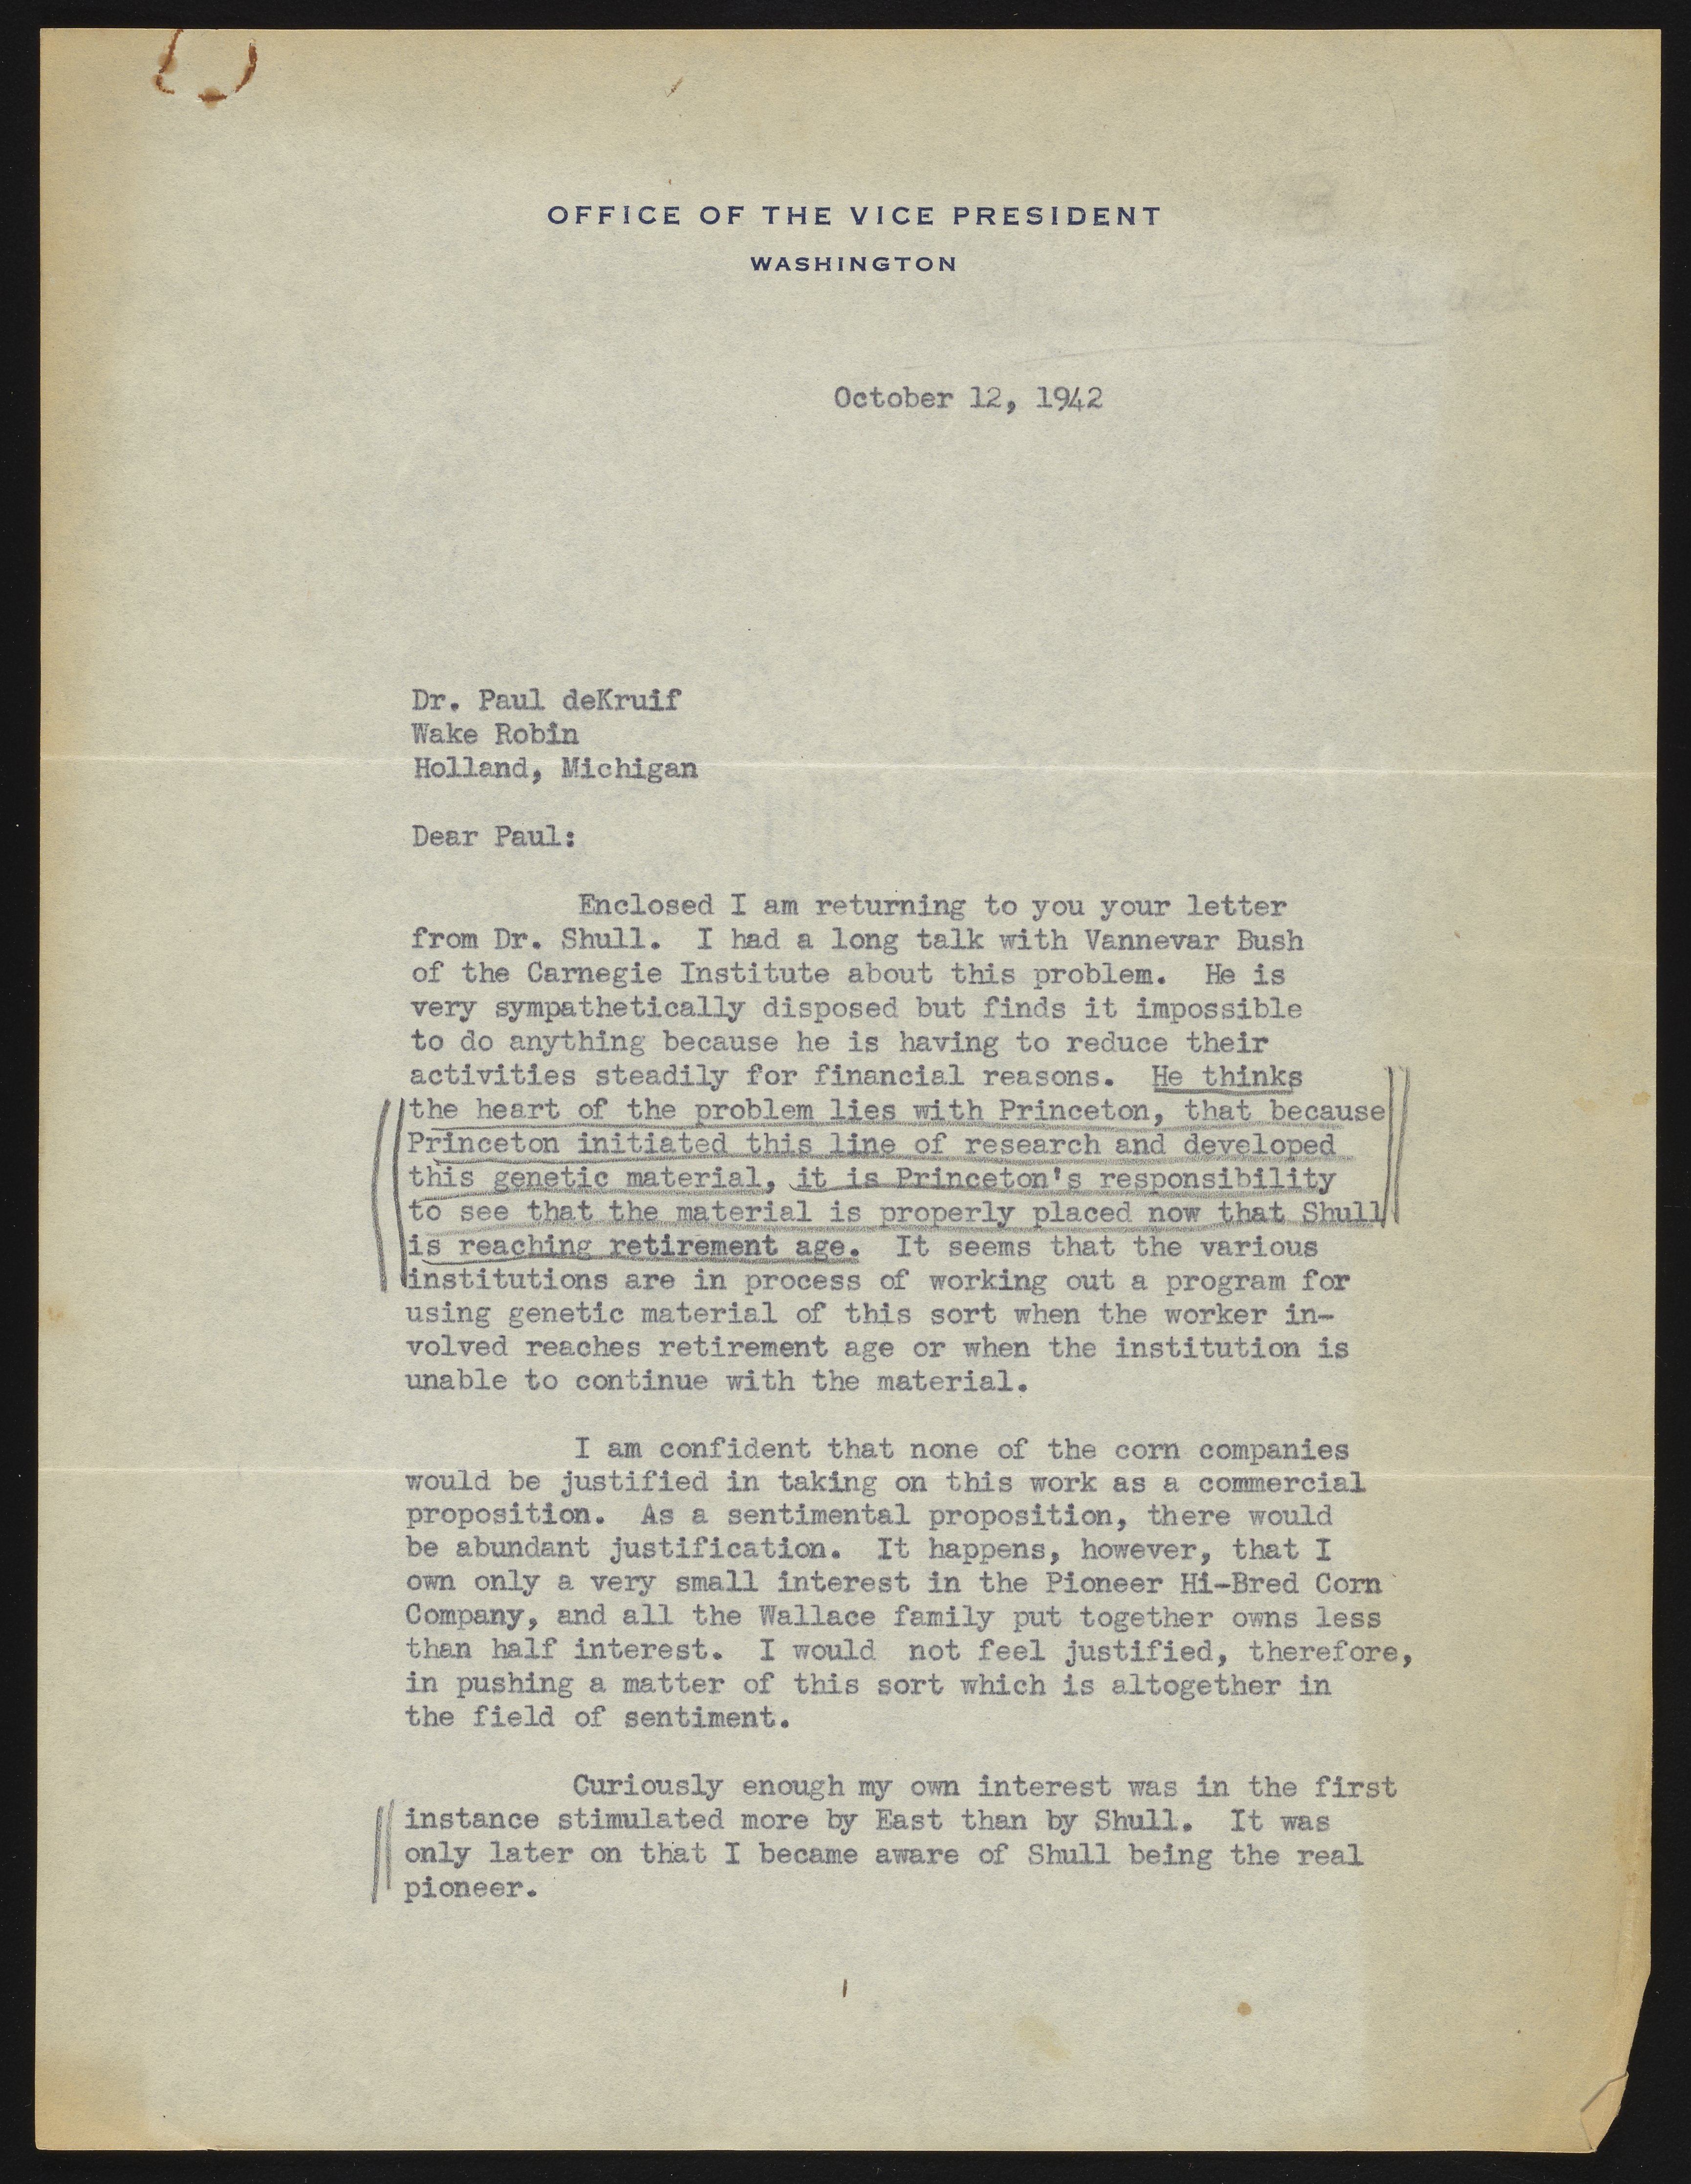 OFFICE OF THE VICE PRESIDENT
WASHINGTON
October 12, 1942
Dr. Paul deKruif
Wake Robin
Holland, Michigan
Dear Paul:
Enclosed I am returning to you your letter
from Dr. Shull. I had a long talk with Vannevar Bush
of the Carnegie Institute about this problem. He is
very sympathetically disposed but finds it impossible
to do anything because he is having to reduce their
activities steadily for financial reasons. He thinks
the heart of the problem lies with Princeton, that because
Princeton initiated this line of research and developed
this genetic material, it is Princeton's responsibility
to see that the material is properly placed now that Shull
is reaching retirement age. It seems that the various
institutions are in process of working out a program for
using genetic material of this sort when the worker in-
volved reaches retirement age or when the institution is
unable to continue with the material.
I am confident that none of the corn companies
would be justified in taking on this work as a commercial
proposition. As a sentimental proposition, there would
be abundant justification. It happens, however, that I
own only a very small interest in the Pioneer Hi-Bred Corn
Company, and all the Wallace family put together owns less
than half interest. I would not feel justified, therefore,
in pushing a matter of this sort which is altogether in
the field of sentiment.
Curiously enough my own interest was in the first
instance stimulated more by East than by Shull. It was
only later on that I became aware of Shull being the real
pioneer.